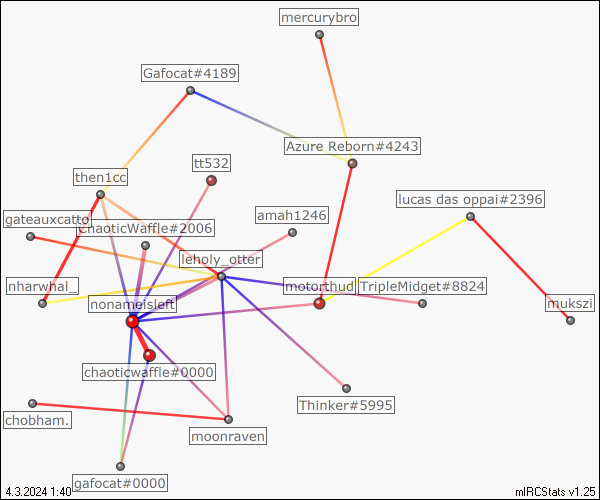 mercurybro
Gafocat#4189
Azure Reborn#4243
tt532
then1cc
lucas das oppai#2396
gateauxcatto
ChaoticWaffle#2006
amah1246
leholy_otter
nharwhal_
motorthud
TripleMidget#8824
nonameisleft
mukszi
chaoticwaffle#0000
Thinker#5995
chobham.
moonraven
gafocat#0000
4.3.2024 1:40
mIRCStats v1.25